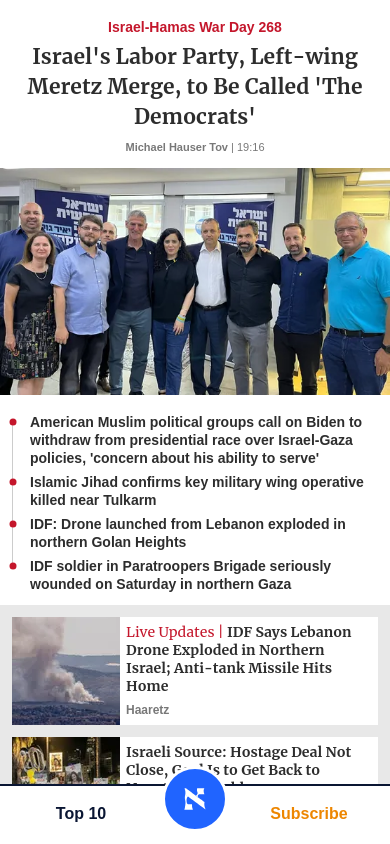 Israel-Hamas War Day 268
Israel's Labor Party, Left-wing
Meretz Merge, to Be Called 'The
Democrats'
Michael Hauser Tov | 19:16
ישראל
ישראל
American Muslim political groups call on Biden to
withdraw from presidential race over Israel-Gaza
policies, 'concern about his ability to serve'
Islamic Jihad confirms key military wing operative
killed near Tulkarm
IDF: Drone launched from Lebanon exploded in
northern Golan Heights
IDF soldier in Paratroopers Brigade seriously
wounded on Saturday in northern Gaza
Live Updates | IDF Says Lebanon
Drone Exploded in Northern
Israel; Anti-tank Missile Hits
Home
Haaretz
Israeli Source: Hostage Deal Not
Close, Is to Get Back to
Top 10
Subscribe